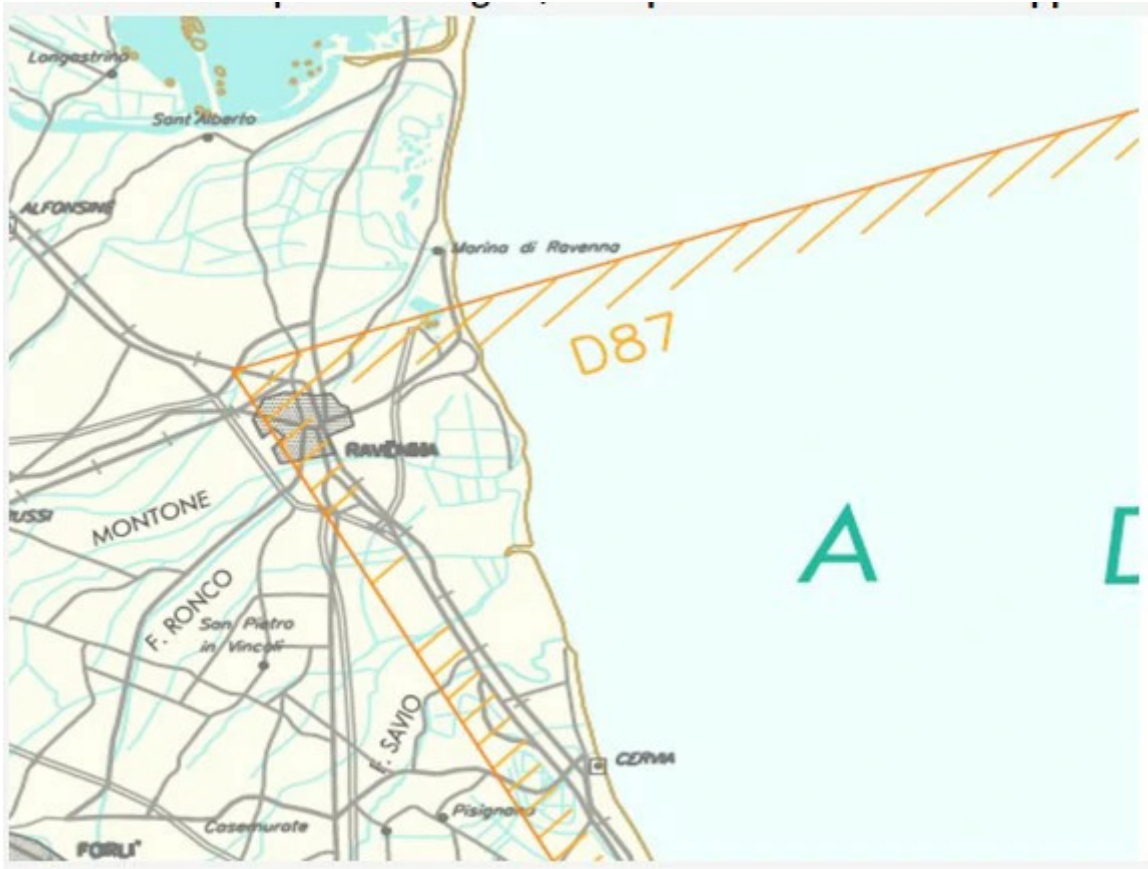 Longastrino
Sant Alberto
ALFONSINE
Marina di Ravenna
D87
RAVENNA
MONTONE
F. RONCO
San Pietro
in Vincoli
F. SAVIO
A D
CERVIA
Pisignano
Casemurate
FORLI'